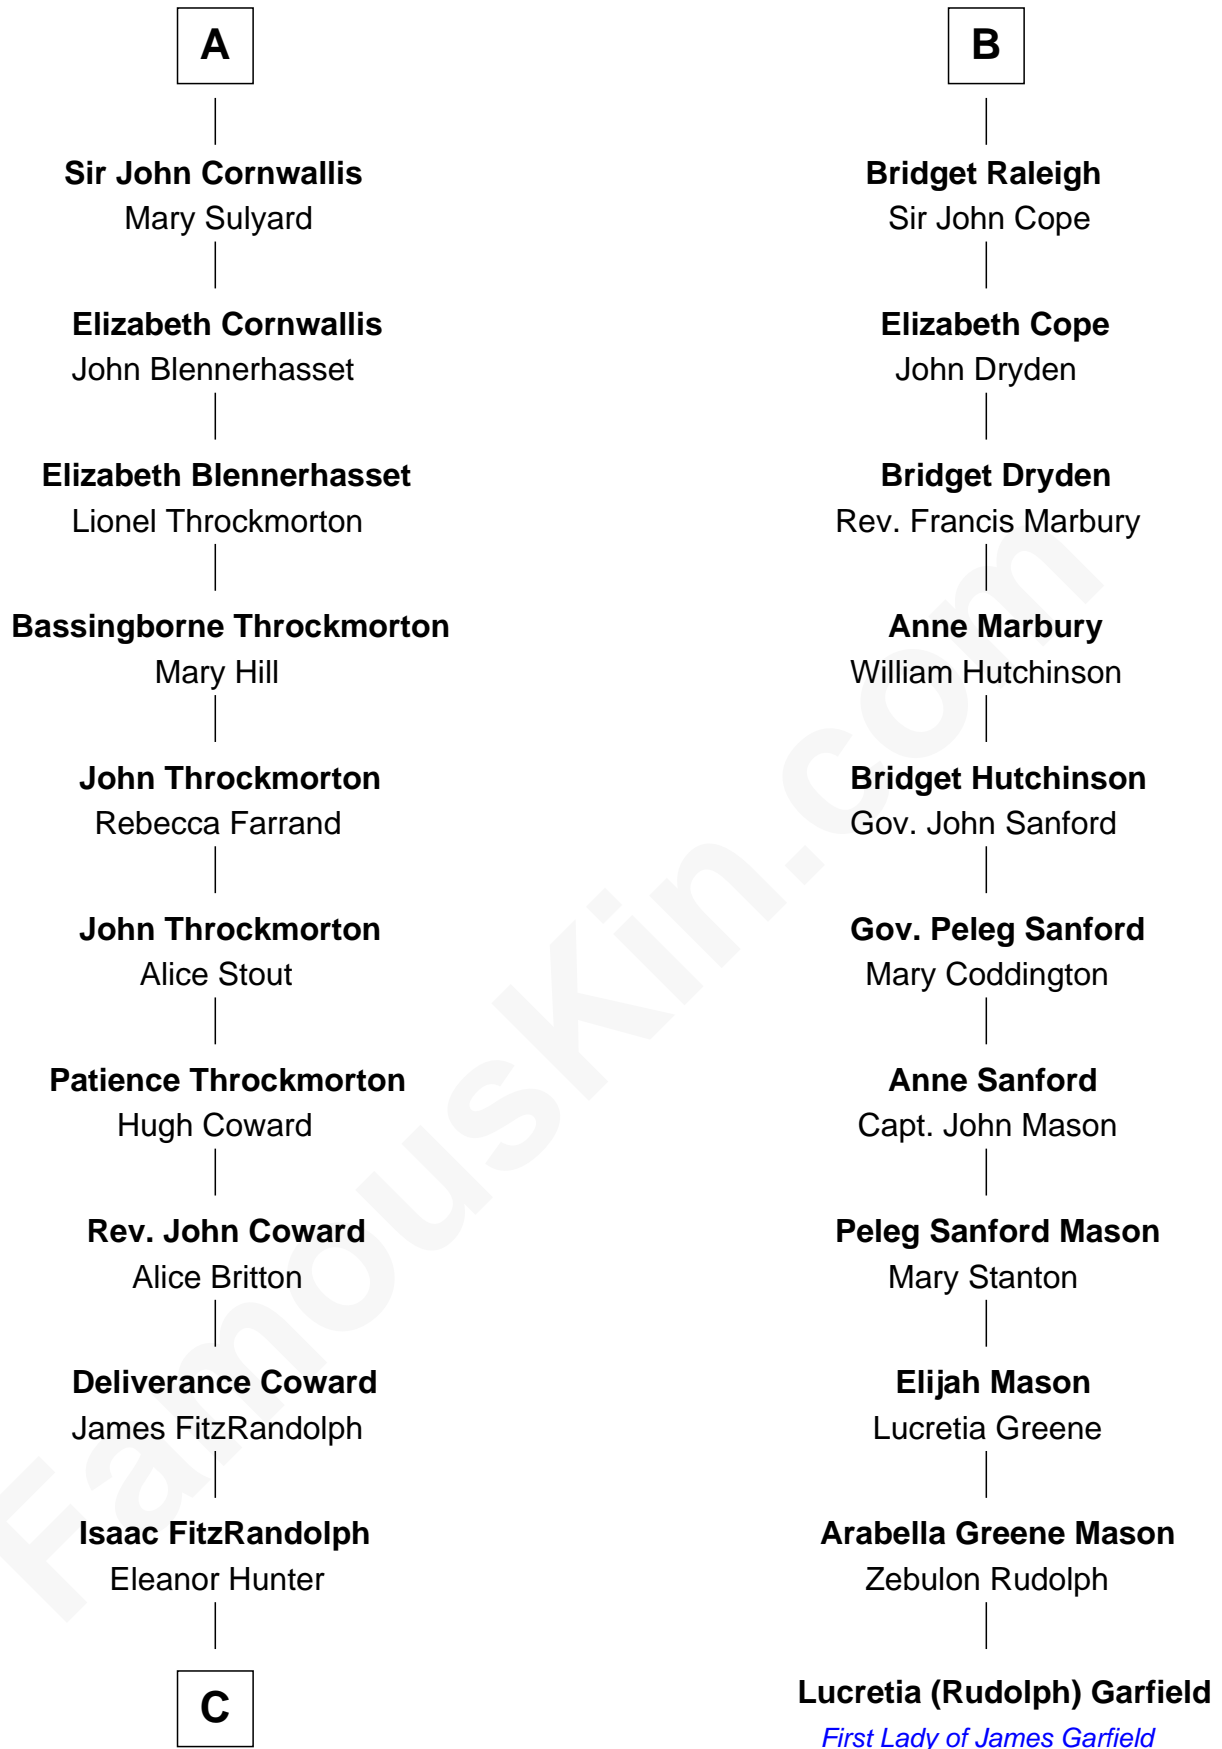 A
Sir John Cornwallis
Mary Sulyard
Elizabeth Cornwallis
John Blennerhasset
Elizabeth Blennerhasset
Lionel Throckmorton
Bassingborne Throckmorton
Mary Hill
John Throckmorton
Rebecca Farrand
John Throckmorton
Alice Stout
Patience Throckmorton
Hugh Coward
Rev. John Coward
Alice Britton
Deliverance Coward
James FitzRandolph
Isaac FitzRandolph
Eleanor Hunter
C
B
Bridget Raleigh
Sir John Cope
Elizabeth Cope
John Dryden
Bridget Dryden
Rev. Francis Marbury
Anne Marbury
William Hutchinson
Bridget Hutchinson
Gov. John Sanford
Gov. Peleg Sanford
Mary Coddington
Anne Sanford
Capt. John Mason
Peleg Sanford Mason
Mary Stanton
Elijah Mason
Lucretia Greene
Arabella Greene Mason
Zebulon Rudolph
Lucretia (Rudolph) Garfield
First Lady of James Garfield
FamousKin.com